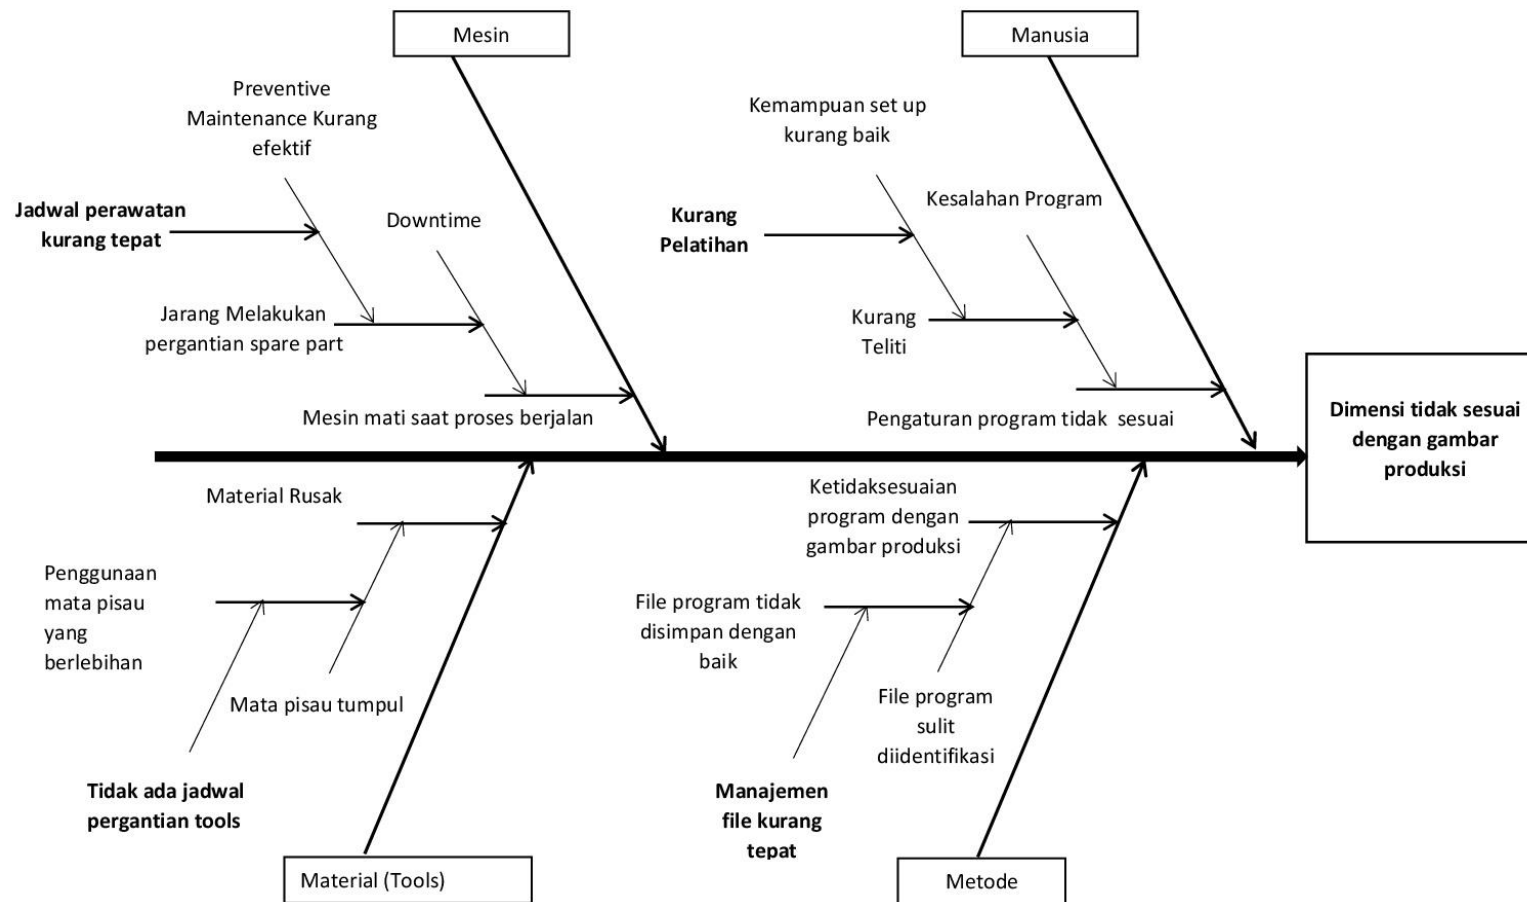 Mesin
Manusia
Preventive
Maintenance Kurang
efektif
Kemampuan set up
kurang baik
Jadwal perawatan
kurang tepat
Downtime
Kurang
Pelatihan
Kesalahan Program
Jarang Melakukan
pergantian spare part
Kurang
Teliti
Mesin mati saat proses berjalan
Pengaturan program tidak sesuai
Dimensi tidak sesuai
dengan gambar
produksi
Material Rusak
Ketidaksesuaian
program dengan
gambar produksi
Penggunaan
mata pisau
yang
berlebihan
File program tidak
disimpan dengan
baik
Mata pisau tumpul
File program
sulit
diidentifikasi
Tidak ada jadwal
pergantian tools
Manajemen
file kurang
tepat
Material (Tools)
Metode